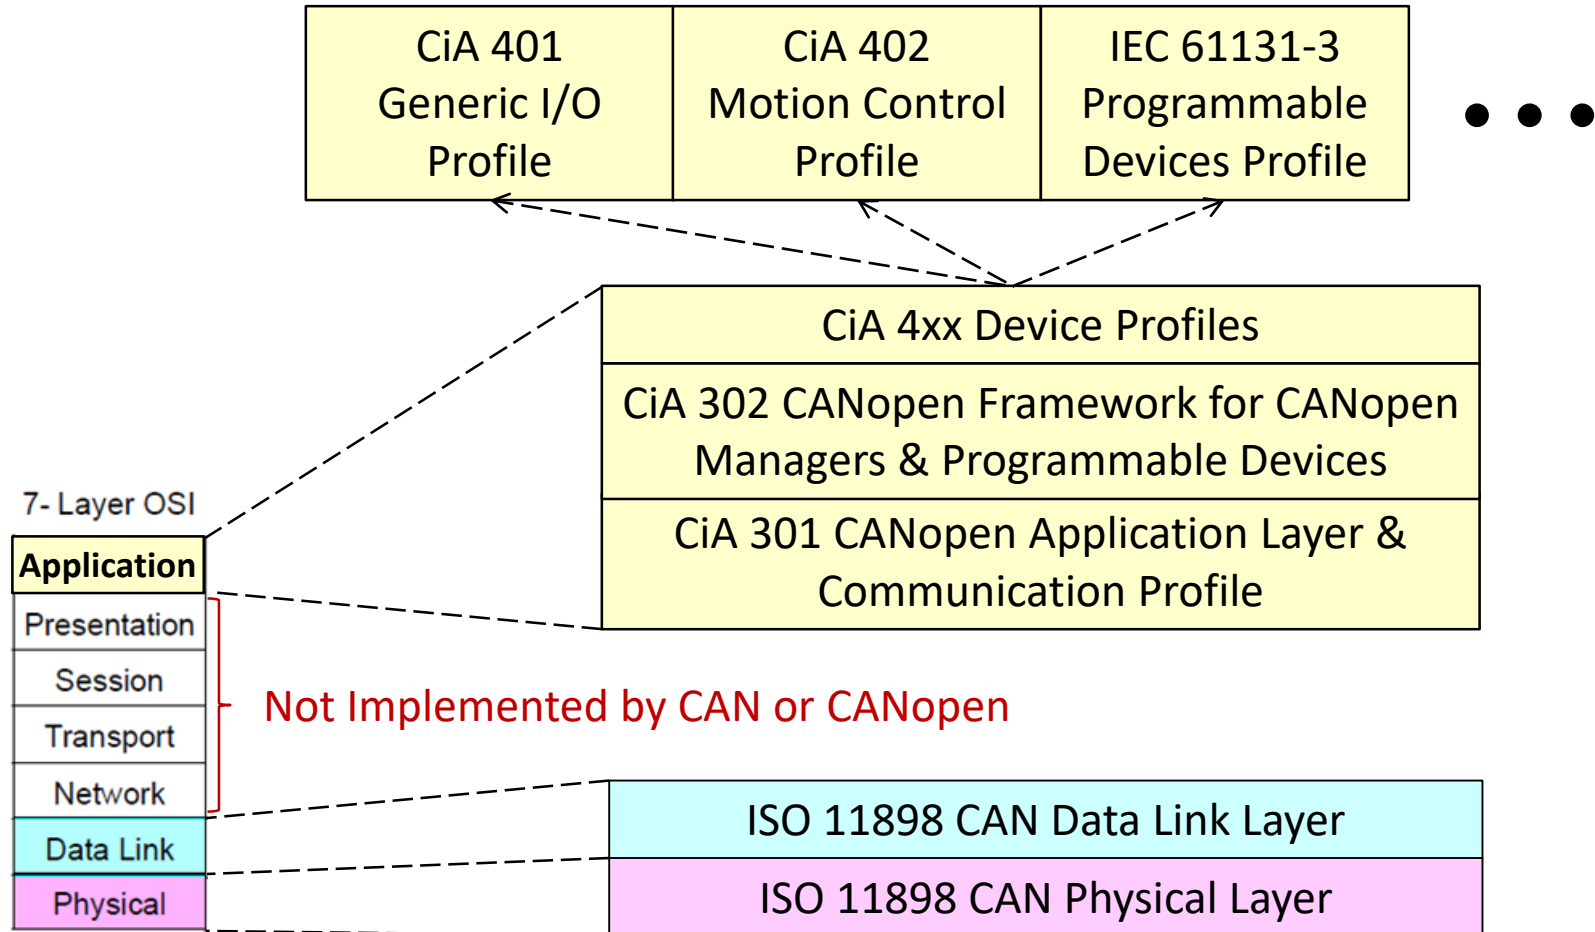 CiA 401
Generic I/O
Profile
CiA 402
Motion Control
Profile
IEC 61131-3
Programmable
Devices Profile
CiA 4xx Device Profiles
CiA 302 CANopen Framework for CANopen
Managers & Programmable Devices
CiA 301 CANopen Application Layer &
Communication Profile
7- Layer OSI
Application
Presentation
Session
Transport
Network
Data Link
Physical
Not Implemented by CAN or CANopen
ISO 11898 CAN Data Link Layer
ISO 11898 CAN Physical Layer